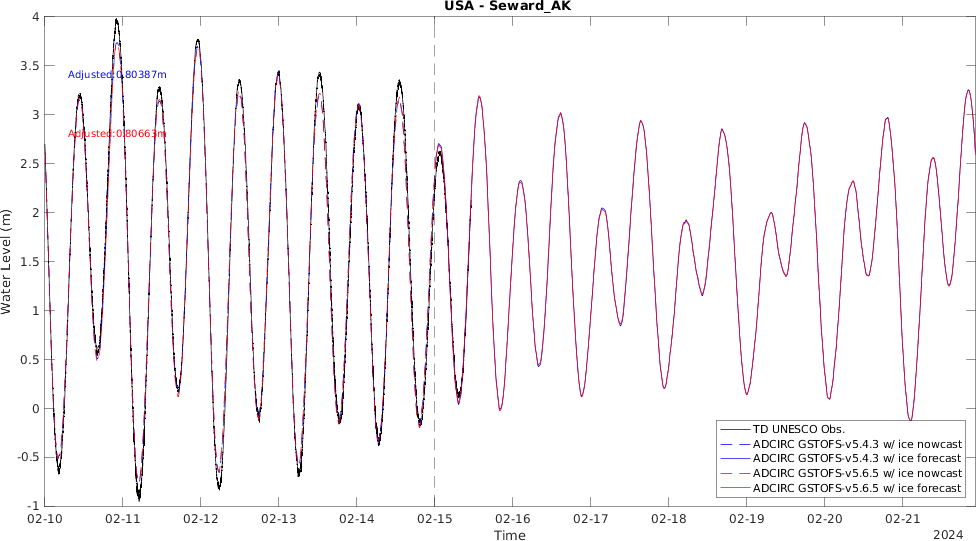 USA - Seward_AK
Water Level (m)
4
3.5
3
2.5
2
1.5
1
0.5
0
-0.5
-1
Adjusted:0.80387m
Adjusted:0.80663m
TD UNESCO Obs.
ADCIRC GSTOFS-v5.4.3 w/ ice nowcast
ADCIRC GSTOFS-v5.4.3 w/ ice forecast
ADCIRC GSTOFS-v5.6.5 w/ ice nowcast
ADCIRC GSTOFS-v5.6.5 w/ ice forecast
02-10 02-11 02-12 02-13 02-14 02-15 02-16 02-17 02-18 02-19 02-20 02-21
Time
2024